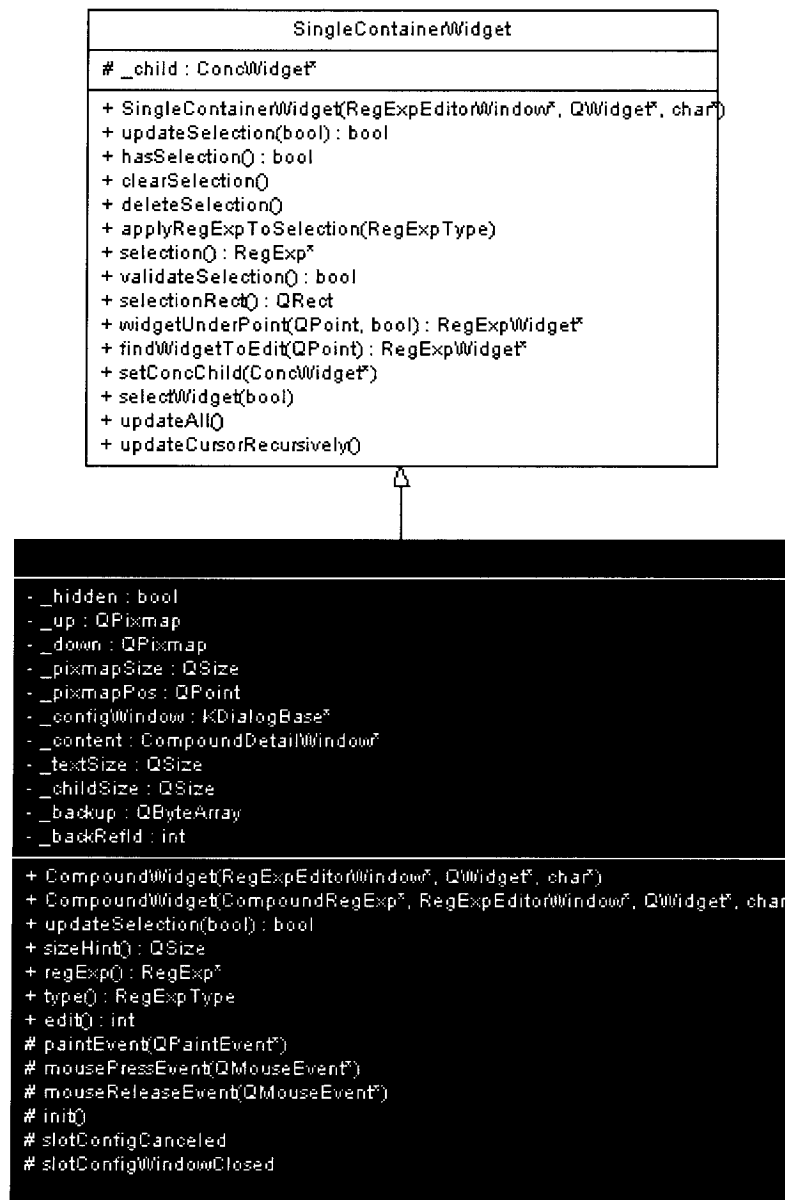 SingleContainerWidget
# _child : ConcWidget*
+ SingleContainerWidget(RegExpEditorWindow*, QWidget*, char*)
+ updateSelection(bool) : bool
+ hasSelection() : bool
+ clearSelection()
+ deleteSelection()
+ applyRegExpToSelection(RegExpType)
+ selection() : RegExp*
+ validateSelection() : bool
+ selectionRect() : QRect
+ widgetUnderPoint(QPoint, bool) : RegExpWidget*
+ findWidgetToEdit(QPoint) : RegExpWidget*
+ setConcChild(ConcWidget*)
+ selectWidget(bool)
+ updateAll()
+ updateCursorRecursively()
- _hidden : bool
- _up : QPixmap
- _down : QPixmap
- _pixmapSize : QSize
- _pixmapPos : QPoint
- _configWindow : KDialogBase*
- _content : CompoundDetailWindow*
- _textSize : QSize
- _childSize : QSize
- _backup : QByteArray
- _backRefId : int
+ CompoundWidget(RegExpEditorWindow*, QWidget*, char*)
+ CompoundWidget(CompoundRegExp*, RegExpEditorWindow*, QWidget*, char
+ updateSelection(bool) : bool
+ sizeHint() : QSize
+ regExp() : RegExp*
+ type() : RegExpType
+ edit() : int
# paintEvent(QPaintEvent*)
# mousePressEvent(QMouseEvent*)
# mouseReleaseEvent(QMouseEvent*)
# init()
# slotConfigCanceled
# slotConfigWindowClosed